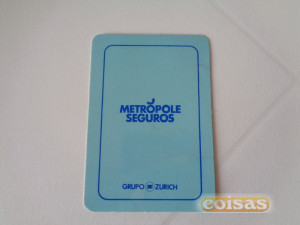 METROPOLE
SEGUROS
GRUPO ZURICH
coisas